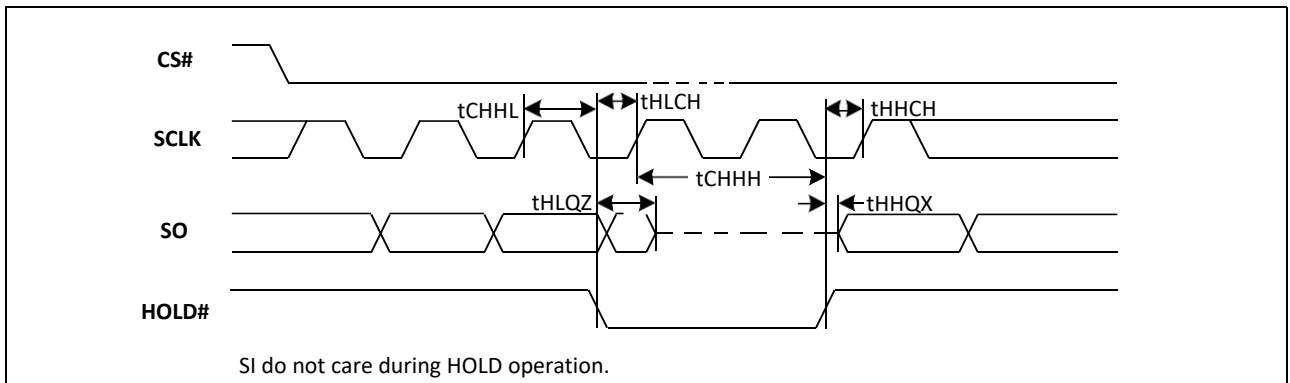 CS#
tCHHL
tHLCH
tHHCH
SCLK
tCHHH
tHLQZ
tHHQX
SO
HOLD#
SI do not care during HOLD operation.